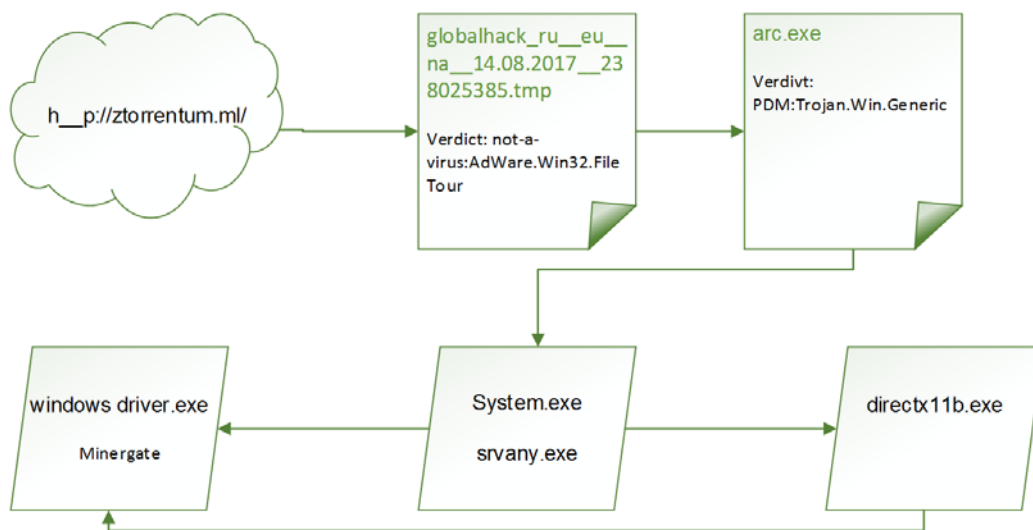 h__p://ztorrentum.ml/
globalhack_ru__eu__
na__14.08.2017__23
8025385.tmp
Verdict: not-a-
virus:AdWare.Win32.File
Tour
arc.exe
Verdivt:
PDM:Trojan.Win.Generic
windows driver.exe
Minergate
System.exe
srvany.exe
directx11b.exe